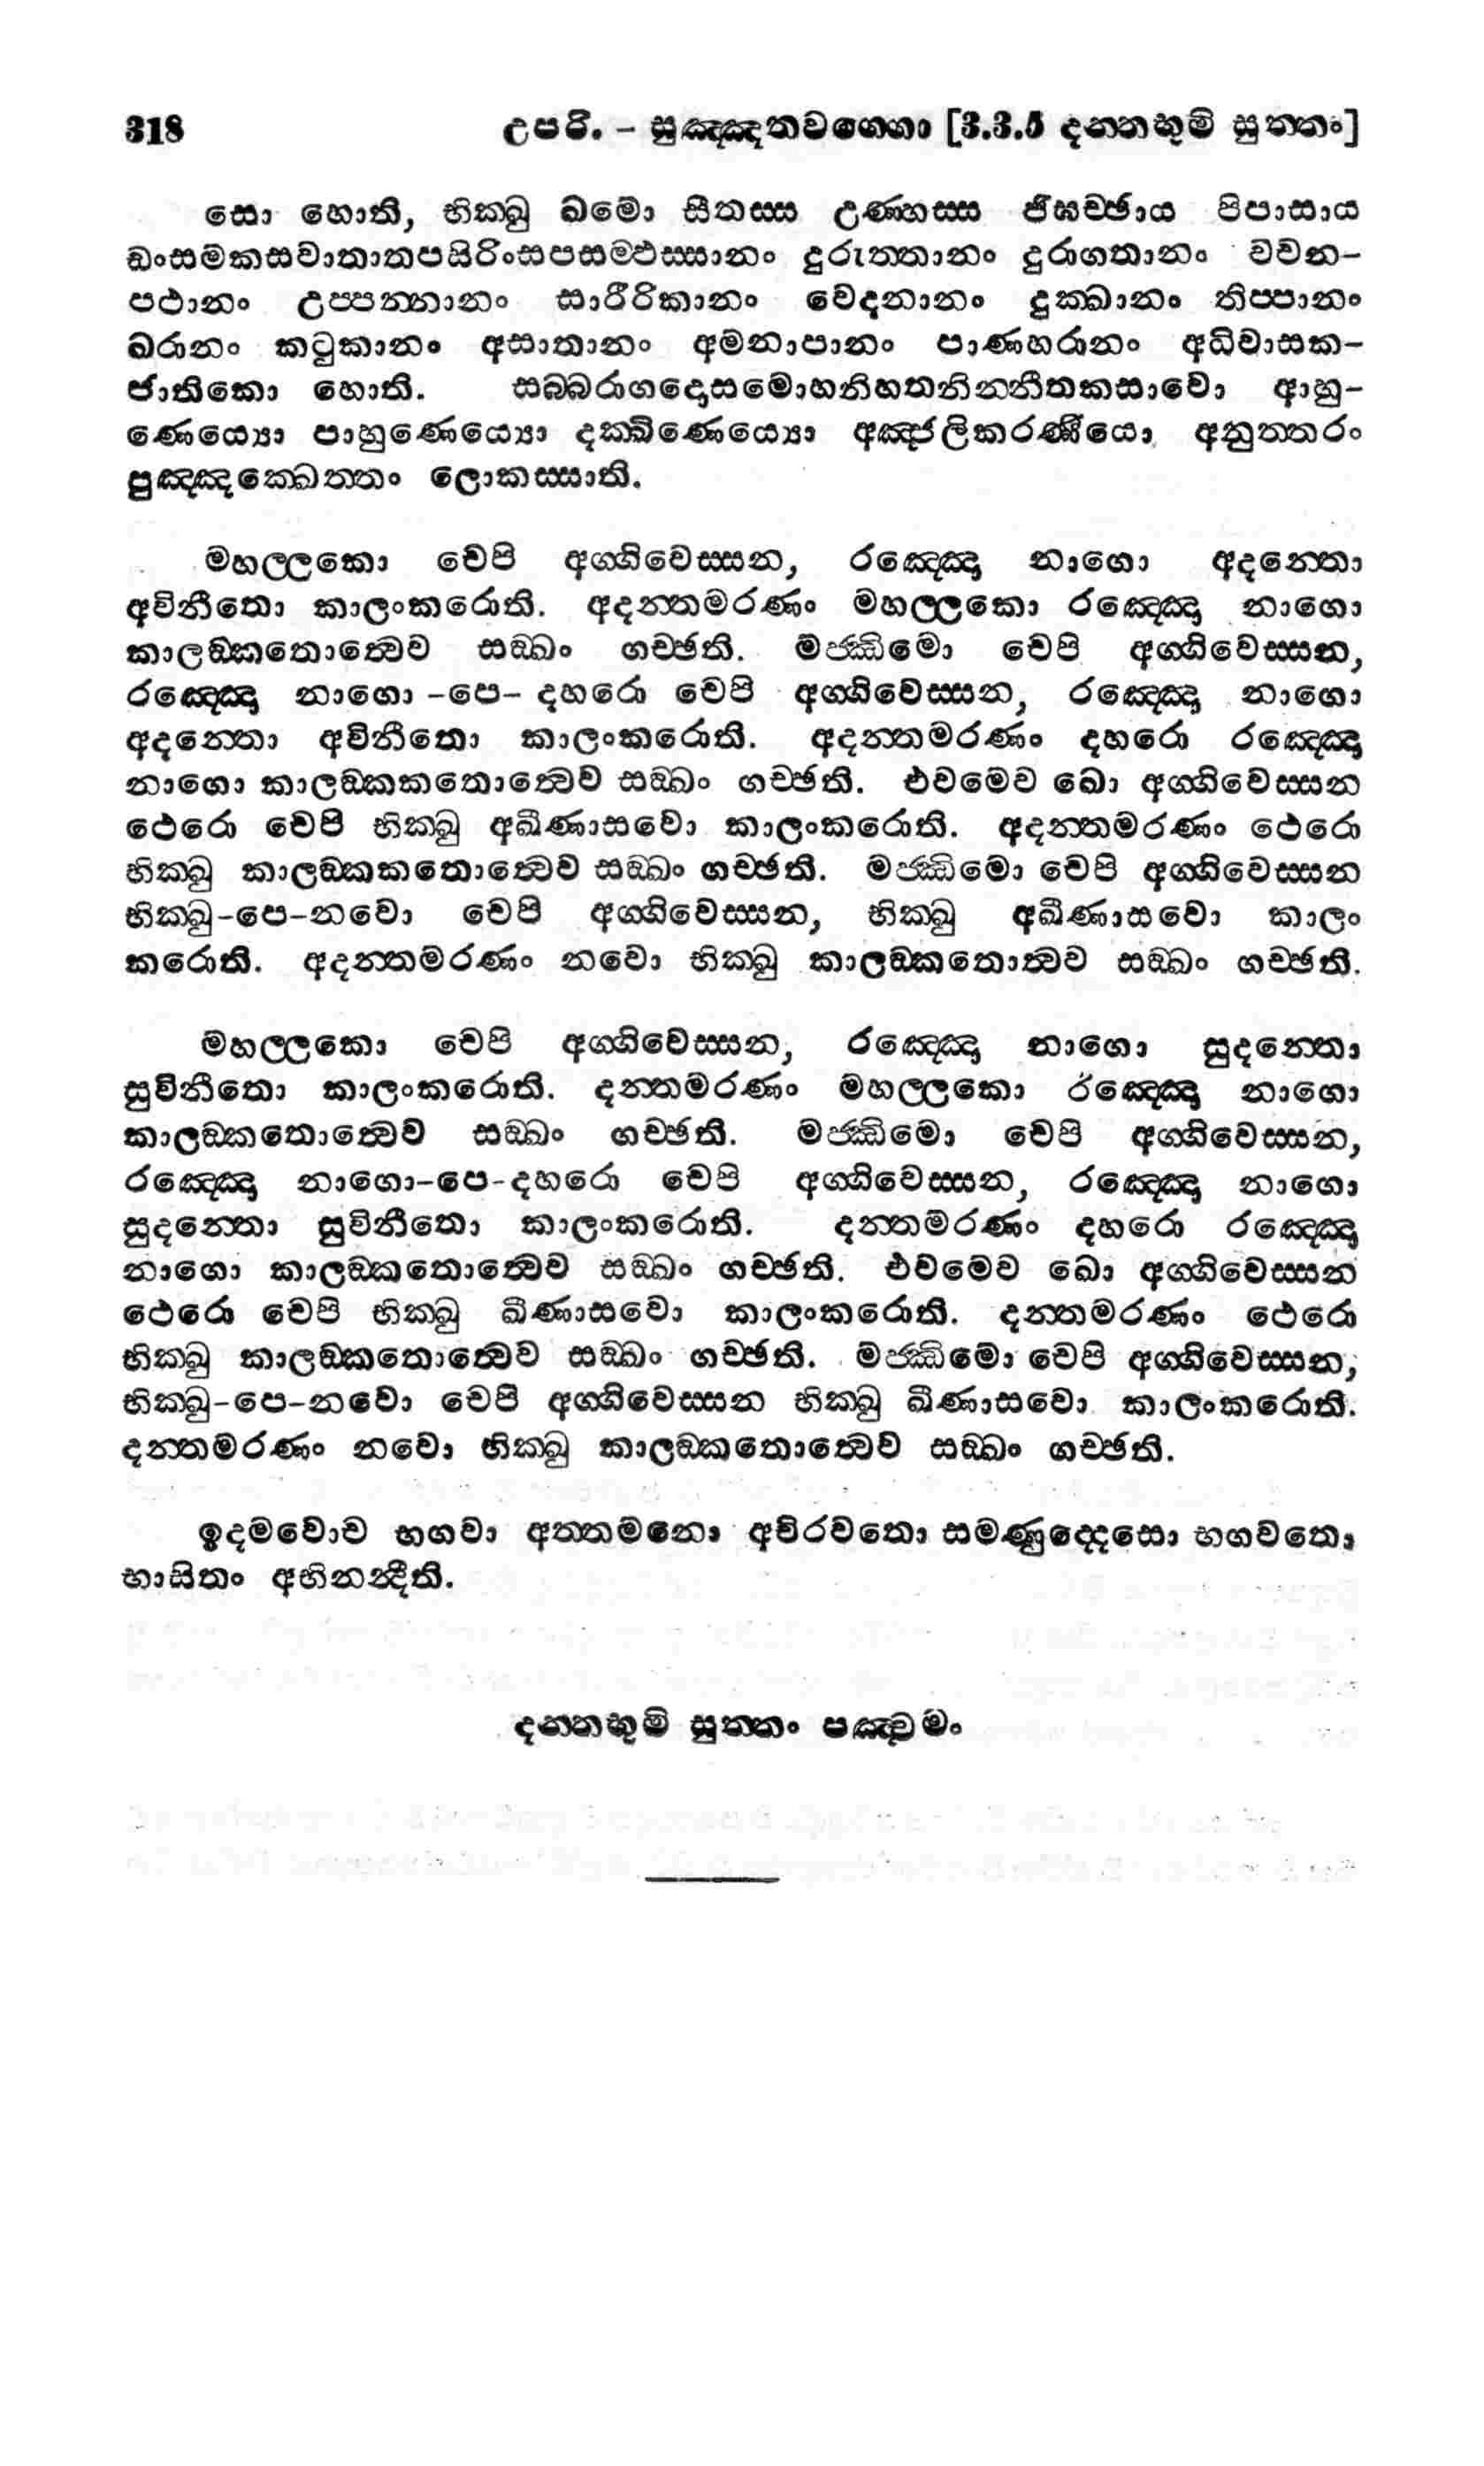 318 උපරි. - සුඤ්ඤතවග්ගො [3.3.5 දන්තභූමි සුත්තං]
සො හොති, භික්ඛු ඛමො සීතස්ස උණ්හස්ස ජිඝච්ඡාය පිපාසාය
ඩංසමකසවාතාතපසිරිංසපසම්ඵස්සානං දුරුත්තානං දුරාගතානං වචන-
පථානං උප්පත්තානං සාරීරිකානං වේදනානං දුක්ඛානං තිප්පානං
ඛරානං කටුකානං අසාතානං අමනාපානං පාණහරානං අධිවාසක-
ජාතිකො හොති. සබ්බරාගදොසමොහනිහතනින්නීතකසාවො ආහු-
ණෙය්‍යො පාහුණෙය්‍යො දක්ඛිණෙය්‍යො අඤ්ජලිකරණීයො අනුත්තරං
පුඤ්ඤක්ඛෙත්තං ලොකස්සාති.
මහල්ලකො චෙපි අග්ගිවෙස්සන, රඤ්ඤො නාගො අදන්තො
අවිනීතො කාලංකරොති. අදන්තමරණං මහල්ලකො රඤ්ඤො නාගො
කාලඞ්කතොත්වෙව සඞ්ඛං ගච්ඡති. මජ්ඣිමො චෙපි අග්ගිවෙස්සන,
රඤ්ඤො නාගො -පෙ- දහරො චෙපි අග්ගිවෙස්සන, රඤ්ඤො නාගො
අදන්තො අවිනීතො කාලංකරොති. අදන්තමරණං දහරො රඤ්ඤො
නාගො කාලඞ්කකතොත්වෙව සඞ්ඛං ගච්ඡති. එවමෙව ඛො අග්ගිවෙස්සන
ථෙරො චෙපි භික්ඛු අඛීණාසවො කාලංකරොති. අදන්තමරණං ථෙරො
භික්ඛු කාලඞ්කකතොත්වෙව සඞ්ඛං ගච්ඡති. මජ්ඣිමො චෙපි අග්ගිවෙස්සන
භික්ඛු-පෙ-නවො චෙපි අග්ගිවෙස්සන, භික්ඛු අඛීණාසවො කාලං
කරොති. අදන්තමරණං නවො භික්ඛු කාලඞ්කතොත්වව සඞ්ඛං ගච්ඡති.
මහල්ලකො චෙපි අග්ගිවෙස්සන, රඤ්ඤො නාගො සුදන්තො
සුවිනීතො කාලංකරොති. දන්තමරණං මහල්ලකො රඤ්ඤො නාගො
කාලඞ්කතොත්වෙව සඞ්ඛං ගච්ඡති. මජ්ඣිමො චෙපි අග්ගිවෙස්සන,
රඤ්ඤො නාගො-පෙ-දහරො චෙපි අග්ගිවෙස්සන, රඤ්ඤො නාගො
සුදන්තො සුවිනීතො කාලංකරොති. දන්තමරණං දහරො රඤ්ඤො
නාගො කාලඞ්කතොත්වෙව සඞ්ඛං ගච්ඡති. එවමෙව ඛො අග්ගිවෙස්සන
ථෙරො චෙපි භික්ඛු ඛීණාසවො කාලංකරොති. දන්තමරණං ථෙරො
භික්ඛු කාලඞ්කතොත්වෙව සඞ්ඛං ගච්ඡති. මජ්ඣිමො චෙපි අග්ගිවෙස්සන,
භික්ඛු-පෙ-නවො චෙපි අග්ගිවෙස්සන භික්ඛු ඛීණාසවො කාලංකරොති.
දන්තමරණං නවො භික්ඛු කාලඞ්කතොත්වෙව සඞ්ඛං ගච්ඡති.
ඉදමවොච භගවා අත්තමනො අචිරවතො සමණුද්දෙසො භගවතො
භාසිතං අභිනන්දීති.
දන්තභූමි සුත්තං පඤ්චමං